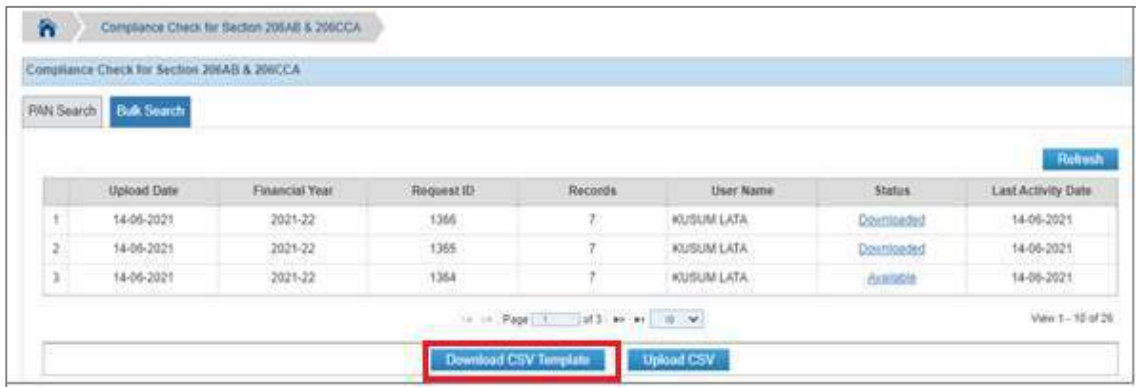 Compliance Check for Section 206AB & 206CCA
Compliance Check for Section 206AB & 206CCA
PAN Search Bulk Search
Refresh
Upload Date Financial Year Request ID Records User Name Status Last Activity Date
1 14-06-2021 2021-22 1366 7 KUSUM LATA Downloaded 14-06-2021
2 14-06-2021 2021-22 1365 7 KUSUM LATA Downloaded 14-06-2021
3 14-06-2021 2021-22 1364 7 KUSUM LATA Available 14-06-2021
Page 1 of 3 10 View 1 - 10 of 26
Download CSV Template Upload CSV